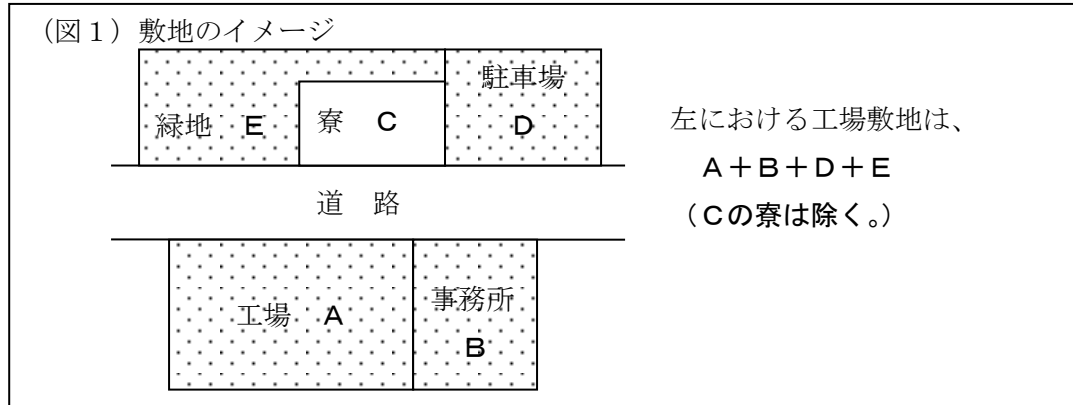 （図１）敷地のイメージ
緑地　Ｅ
寮　Ｃ
駐車場
Ｄ
左における工場敷地は、
Ａ＋Ｂ＋Ｄ＋Ｅ
（Ｃの寮は除く。）
道　路
工場　Ａ
事務所
Ｂ